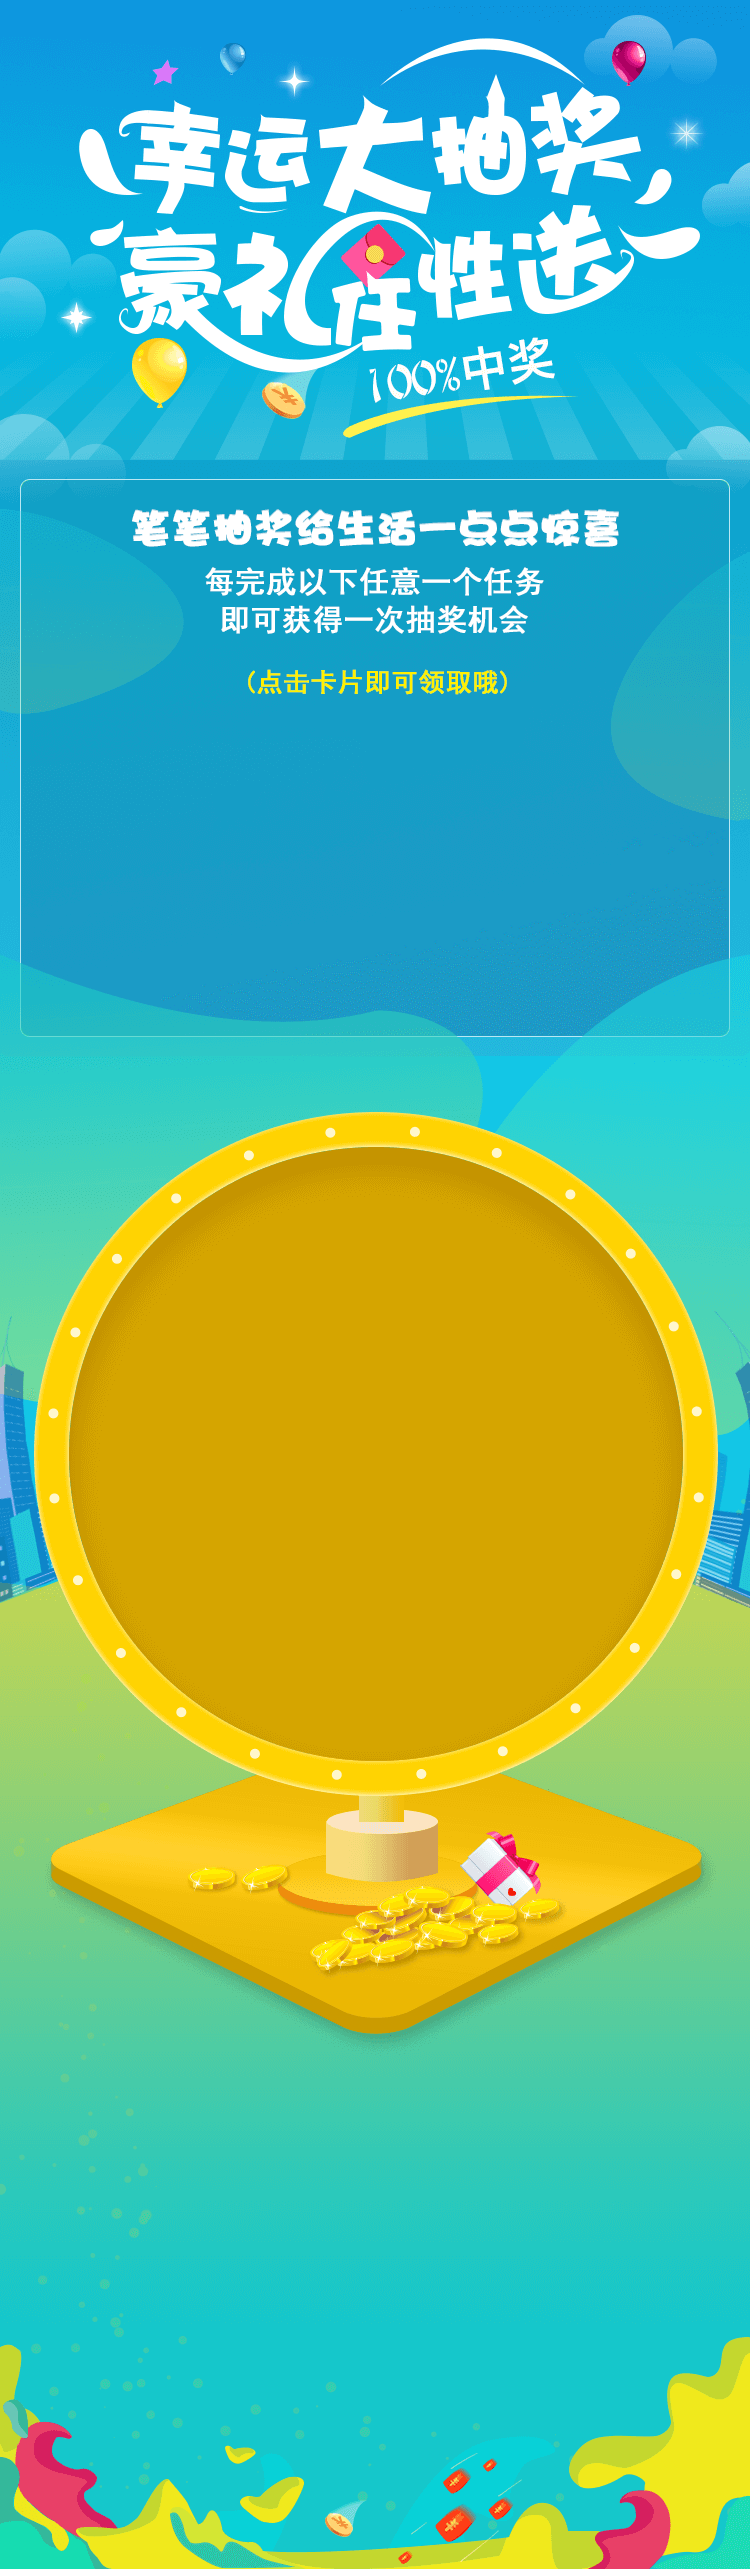 幸运大抽奖
豪礼任性送
100%中奖
笔笔抽奖给生活一点点惊喜
每完成以下任意一个任务
即可获得一次抽奖机会
(点击卡片即可领取哦)